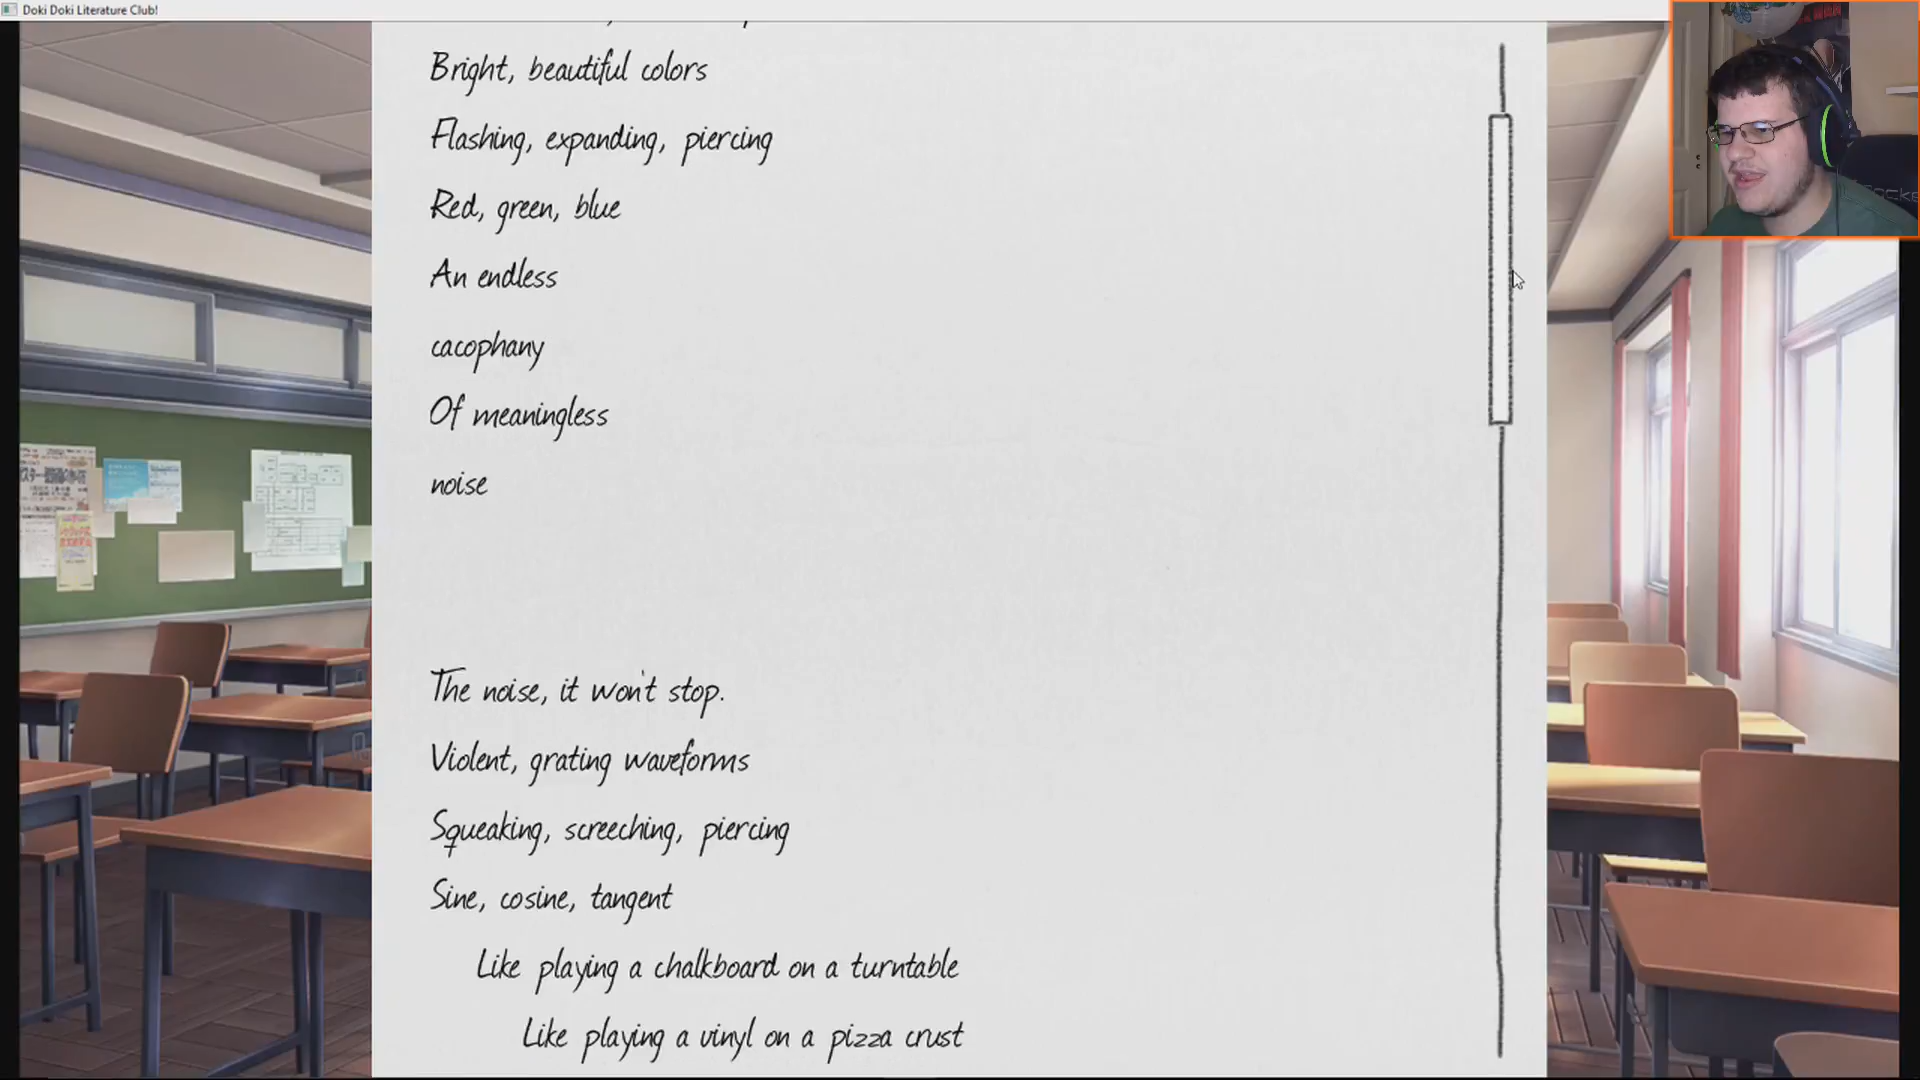 Doki Doki Literature Club!
Bright, beautiful colors
Flashing, expanding, piercing
Red, green, blue
An endless
cacophany
Of meaningless
noise
The noise, it won't stop.
Violent, grating waveforms
Squeaking, screeching, piercing
Sine, cosine, tangent
Like playing a chalkboard on a turntable
Like playing a vinyl on a pizza crust